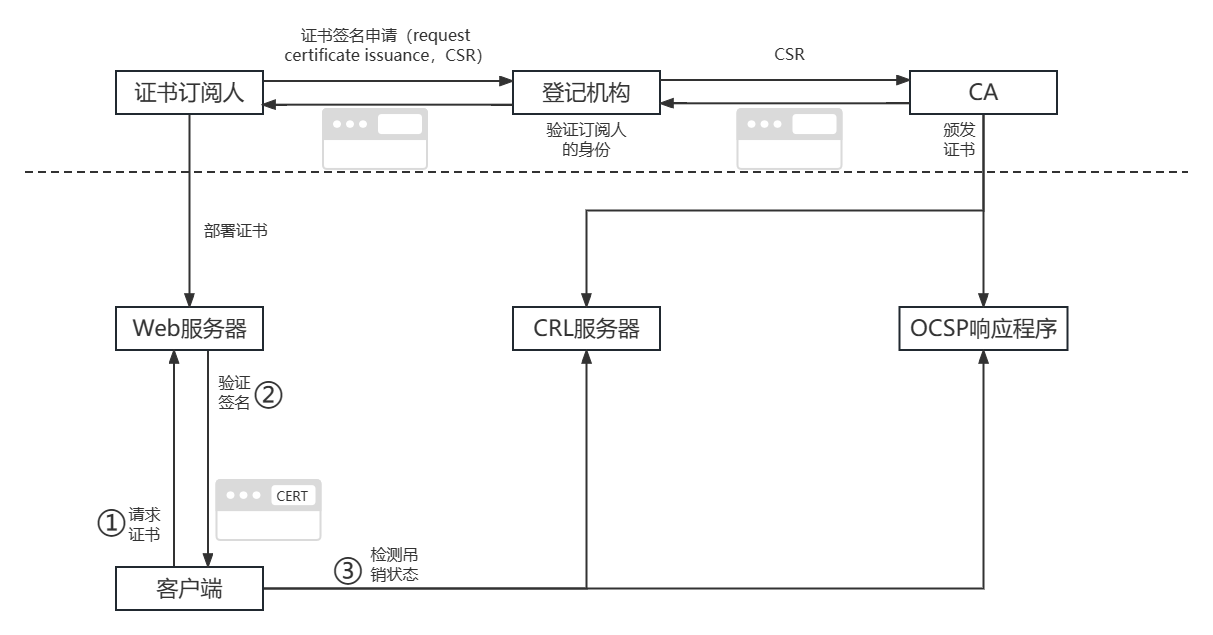 证书签名申请（request
certificate issuance，CSR)
CSR
证书订阅人
登记机构
CA
验证订阅人
的身份
颁发
证书
部署证书
Web服务器
CRL服务器
OCSP响应程序
验证
签名
②
CERT
①
请求
证书
③
检测吊
销状态
客户端